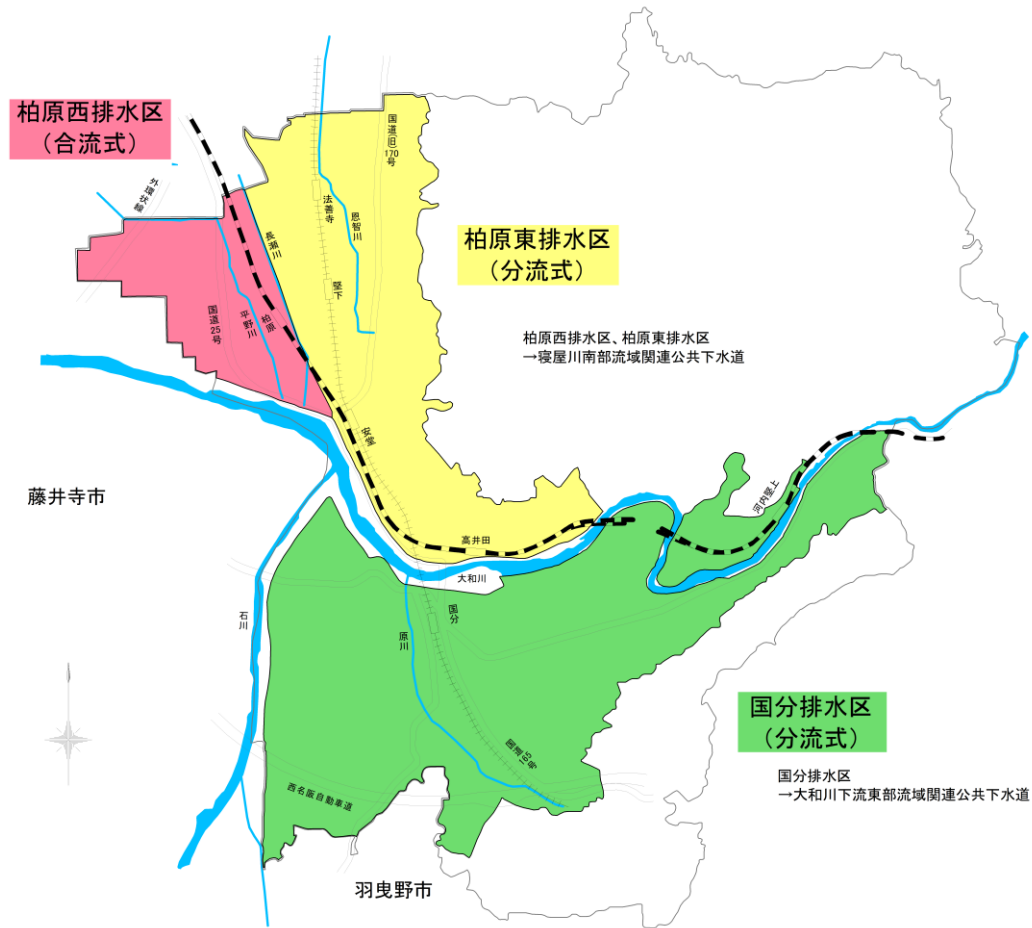 柏原西排水区
（合流式）
国道(旧)170号
外環状線
法善寺
恩智川
長瀬川
柏原東排水区
（分流式）
堅下
国道25号
平野川
柏原
柏原西排水区、柏原東排水区
→寝屋川南部流域関連公共下水道
安堂
藤井寺市
河内堅上
高井田
大和川
石川
国分
原川
国分排水区
（分流式）
国道165号
国分排水区
→大和川下流東部流域関連公共下水道
西名阪自動車道
羽曳野市